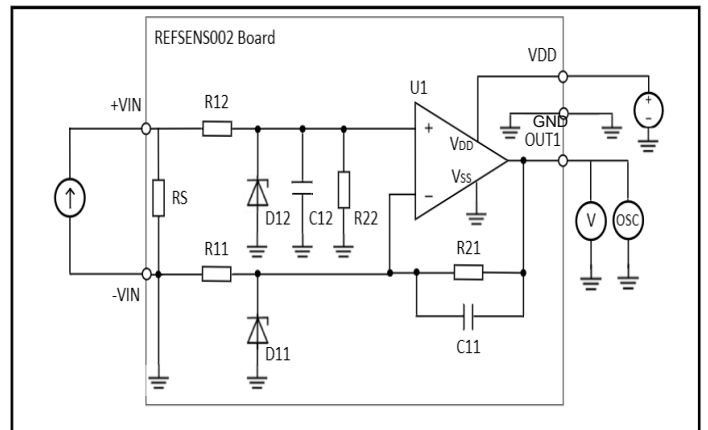 REFSENS002 Board
VDD
U1
+VIN
R12
+
+
−
GND
OUT1
VDD
RS
D12
C12
R22
VSS
−
V
OSC
R11
R21
-VIN
D11
C11